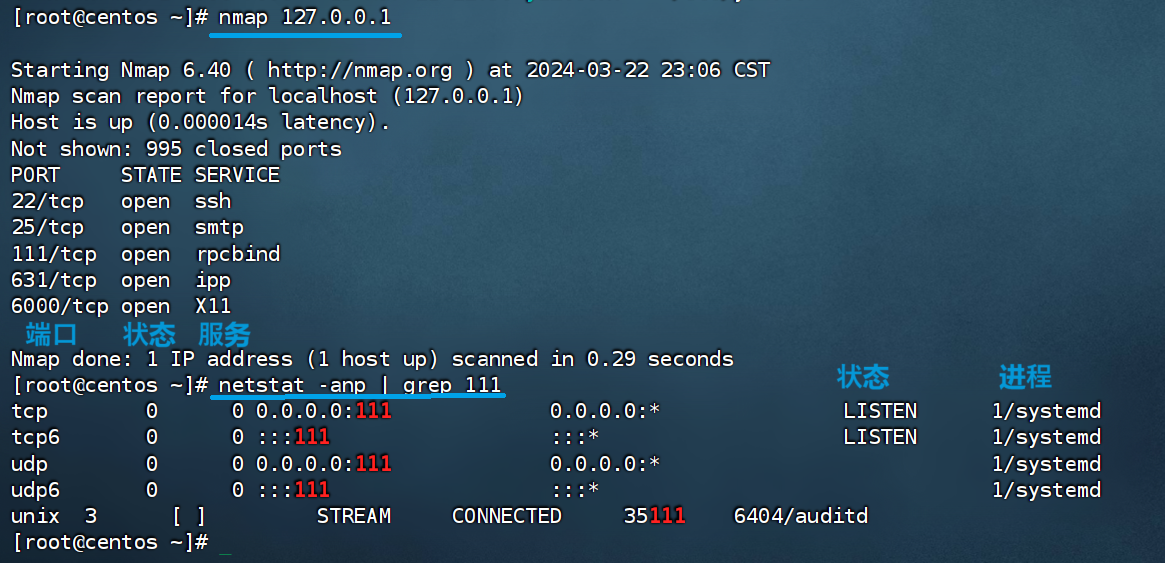 [root@centos ~]# nmap 127.0.0.1
Starting Nmap 6.40 ( http://nmap.org ) at 2024-03-22 23:06 CST
Nmap scan report for localhost (127.0.0.1)
Host is up (0.000014s latency).
Not shown: 995 closed ports
PORT     STATE SERVICE
22/tcp   open  ssh
25/tcp   open  smtp
111/tcp  open  rpcbind
631/tcp  open  ipp
6000/tcp open  X11
端口 状态 服务
Nmap done: 1 IP address (1 host up) scanned in 0.29 seconds
状态 进程
[root@centos ~]# netstat -anp | grep 111
tcp        0      0 0.0.0.0:111             0.0.0.0:*               LISTEN      1/systemd
tcp6       0      0 :::111                  :::*                    LISTEN      1/systemd
udp        0      0 0.0.0.0:111             0.0.0.0:*                           1/systemd
udp6       0      0 :::111                  :::*                                1/systemd
unix  3      [ ]         STREAM     CONNECTED     35111    6404/auditd
[root@centos ~]# _